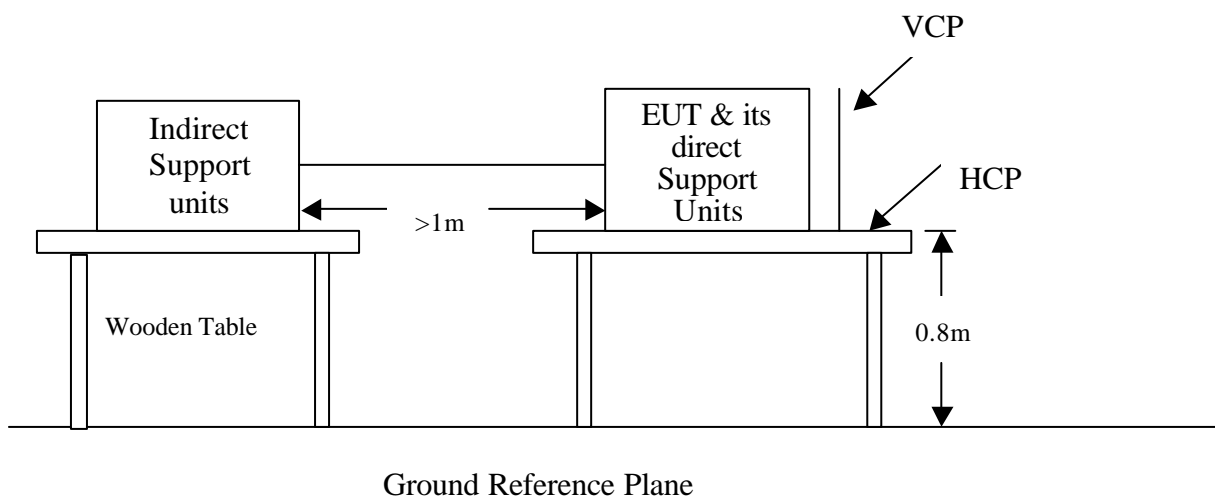 VCP
Indirect
Support
units
EUT & its
direct
Support
Units
HCP
>1m
Wooden Table
0.8m
Ground Reference Plane